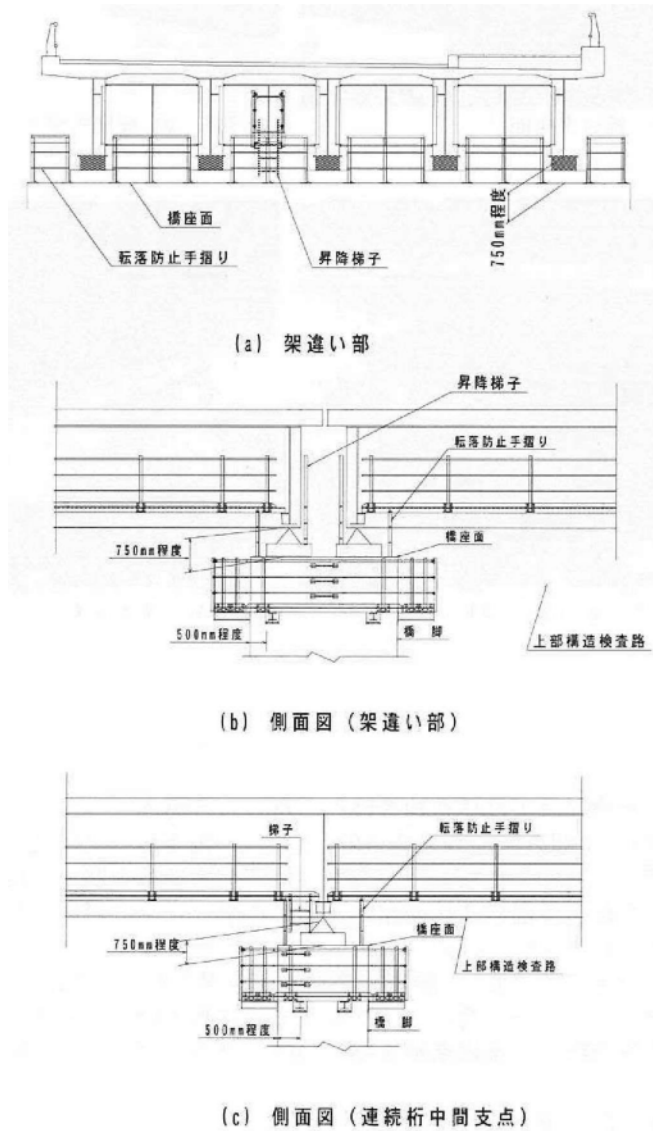 橋座面
転落防止手摺り
昇降梯子
750mm程度
(a) 架違い部
昇降梯子
転落防止手摺り
橋座面
750mm程度
500mm程度
橋脚
上部構造検査路
(b) 側面図（架違い部）
梯子
転落防止手摺り
橋座面
750mm程度
上部構造検査路
500mm程度
橋脚
(c) 側面図（連続桁中間支点）